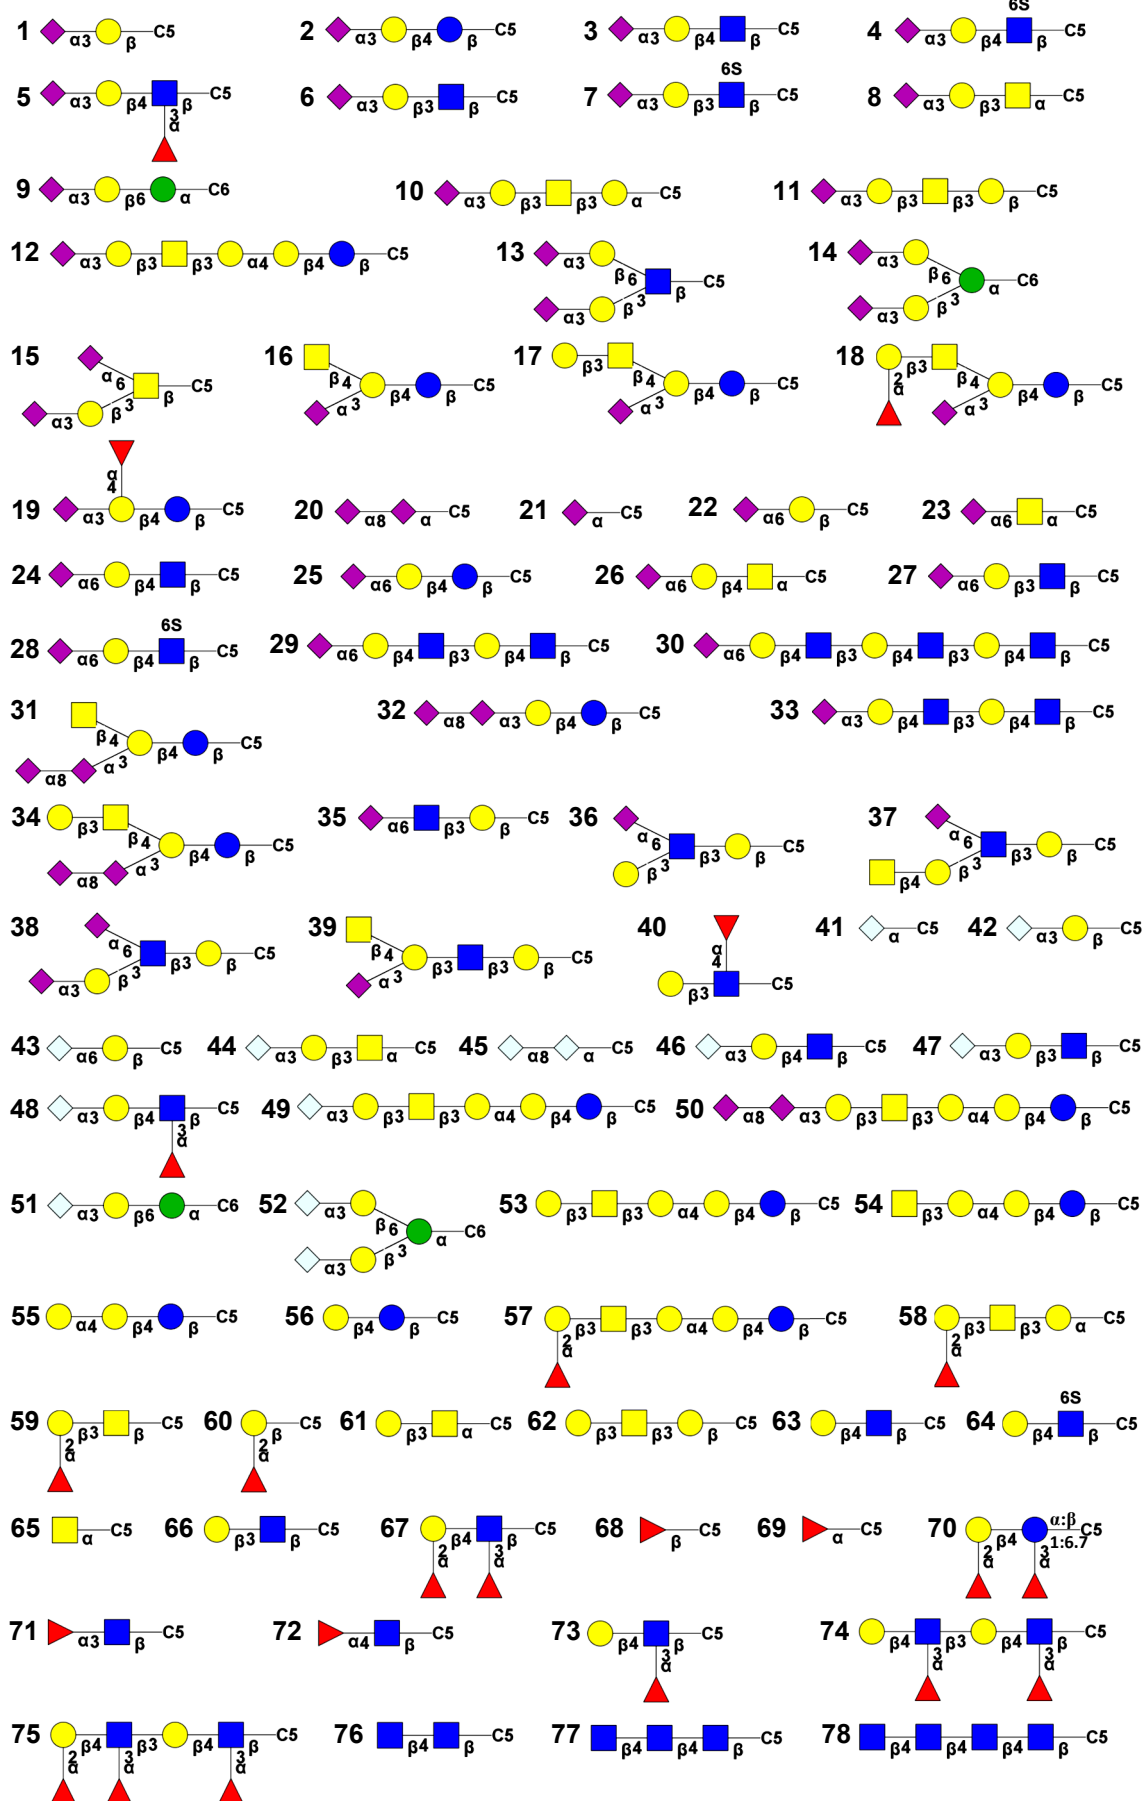 1 α3 β C5
2 α3 β4 β C5
3 α3 β4 β C5
4 α3 β4 6S β C5
5 α3 β4 β 3 α C5
6 α3 β3 β C5
7 α3 β3 6S β C5
8 α3 β3 α C5
9 α3 β6 α C6
10 α3 β3 β3 α C5
11 α3 β3 β3 β C5
12 α3 β3 β3 α4 β4 β C5
13 α3 β6 α3 β3 β C5
14 α3 β6 α3 β3 α C6
15 α6 α3 β3 β C5
16 β4 α3 β4 β C5
17 β3 β4 α3 β4 β C5
18 β3 2 α β4 α3 β4 β C5
19 α3 α 4 β4 β C5
20 α8 α C5
21 α C5
22 α6 β C5
23 α6 α C5
24 α6 β4 β C5
25 α6 β4 β C5
26 α6 β4 α C5
27 α6 β3 β C5
28 α6 β4 6S β C5
29 α6 β4 β3 β4 β C5
30 α6 β4 β3 β4 β3 β4 β C5
31 β4 α8 α3 β4 β C5
32 α8 α3 β4 β C5
33 α3 β4 β3 β4 β C5
34 β3 β4 α8 α3 β4 β C5
35 α6 β3 β C5
36 α6 β3 β3 β C5
37 α6 β4 β3 β3 β C5
38 α6 α3 β3 β3 β C5
39 β4 α3 β3 β3 β C5
40 α 4 β3 C5
41 α C5
42 α3 β C5
43 α6 β C5
44 α3 β3 α C5
45 α8 α C5
46 α3 β4 β C5
47 α3 β3 β C5
48 α3 β4 β 3 α C5
49 α3 β3 β3 α4 β4 β C5
50 α8 α3 β3 β3 α4 β4 β C5
51 α3 β6 α C6
52 α3 β6 α3 β3 α C6
53 β3 β3 α4 β4 β C5
54 β3 α4 β4 β C5
55 α4 β4 β C5
56 β4 β C5
57 2 α β3 β3 α4 β4 β C5
58 2 α β3 β3 α C5
59 2 α β3 β C5
60 2 α β C5
61 β3 α C5
62 β3 β3 β C5
63 β4 β C5
64 β4 6S β C5
65 α C5
66 β3 β C5
67 2 α β4 3 α β C5
68 β C5
69 α C5
70 2 α β4 3 α α:β 1:6.7 C5
71 α3 β C5
72 α4 β C5
73 β4 3 α β C5
74 β4 3 α β3 β4 3 α β C5
75 2 α β4 3 α β3 β4 3 α β C5
76 β4 β C5
77 β4 β4 β C5
78 β4 β4 β4 β C5